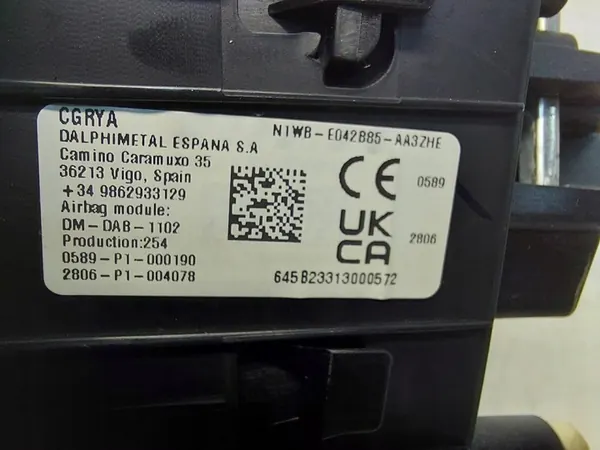 CGRYA
DALPHIMETAL ESPANA S.A
Camino Caramuxo 35
36213 Vigo, Spain
+34 9862933129
Airbag module:
DM-DAB-1102
Production:254
0589-P1-000190
2806-P1-004078
N1WB-E042B85-AA3ZHE
CE 0589
UK
CA 2806
645B23313000572